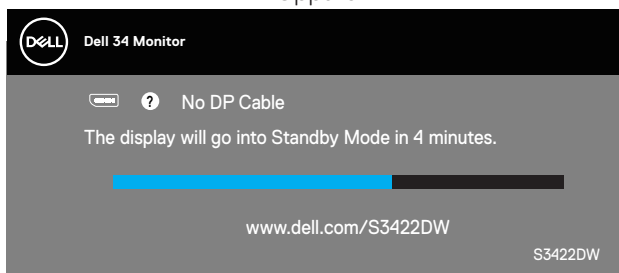 DELL
Dell 34 Monitor
? No DP Cable
The display will go into Standby Mode in 4 minutes.
www.dell.com/S3422DW
S3422DW